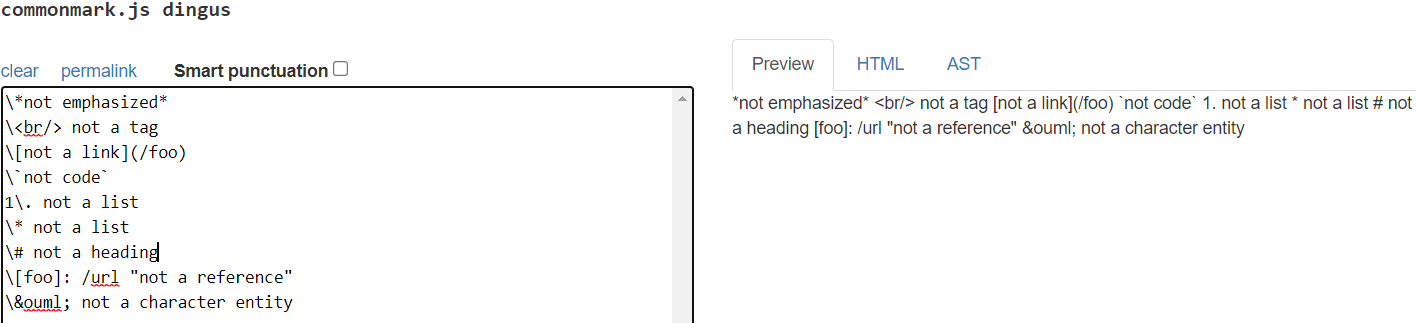 commonmark.js dingus
clear permalink Smart punctuation
\*not emphasized*
\<br/> not a tag
\[not a link](/foo)
\`not code`
1\. not a list
\* not a list
\# not a heading
\[foo]: /url "not a reference"
\&ouml; not a character entity
Preview HTML AST
*not emphasized* <br/> not a tag [not a link](/foo) `not code` 1. not a list * not a list # not
a heading [foo]: /url "not a reference" &ouml; not a character entity